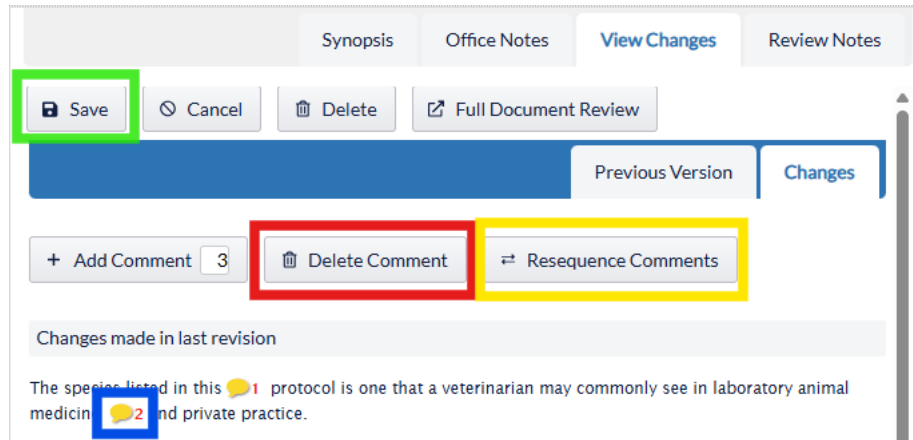 Synopsis Office Notes View Changes Review Notes
Save Cancel Delete Full Document Review
Previous Version Changes
+ Add Comment 3 Delete Comment Resequence Comments
Changes made in last revision
The species listed in this 1 protocol is one that a veterinarian may commonly see in laboratory animal
medicin 2 nd private practice.